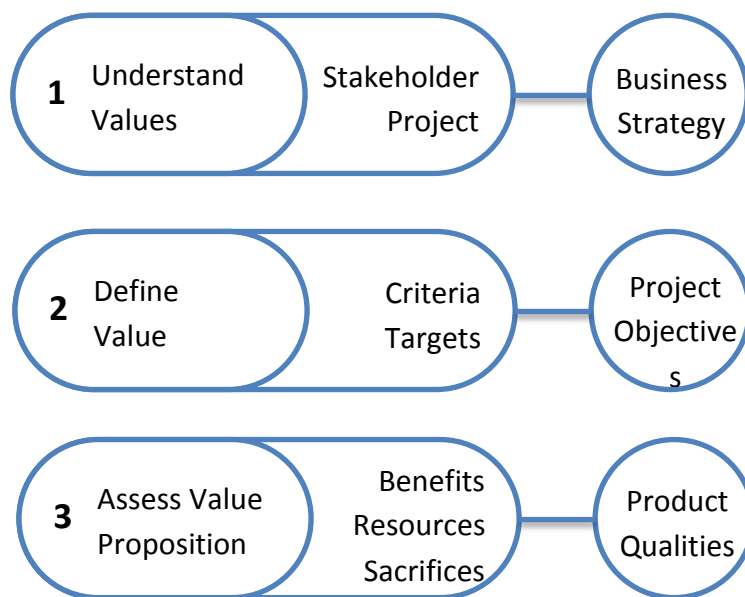 1 Understand
Values
Stakeholder
Project
Business
Strategy
2 Define
Value
Criteria
Targets
Project
Objective
s
3 Assess Value
Proposition
Benefits
Resources
Sacrifices
Product
Qualities